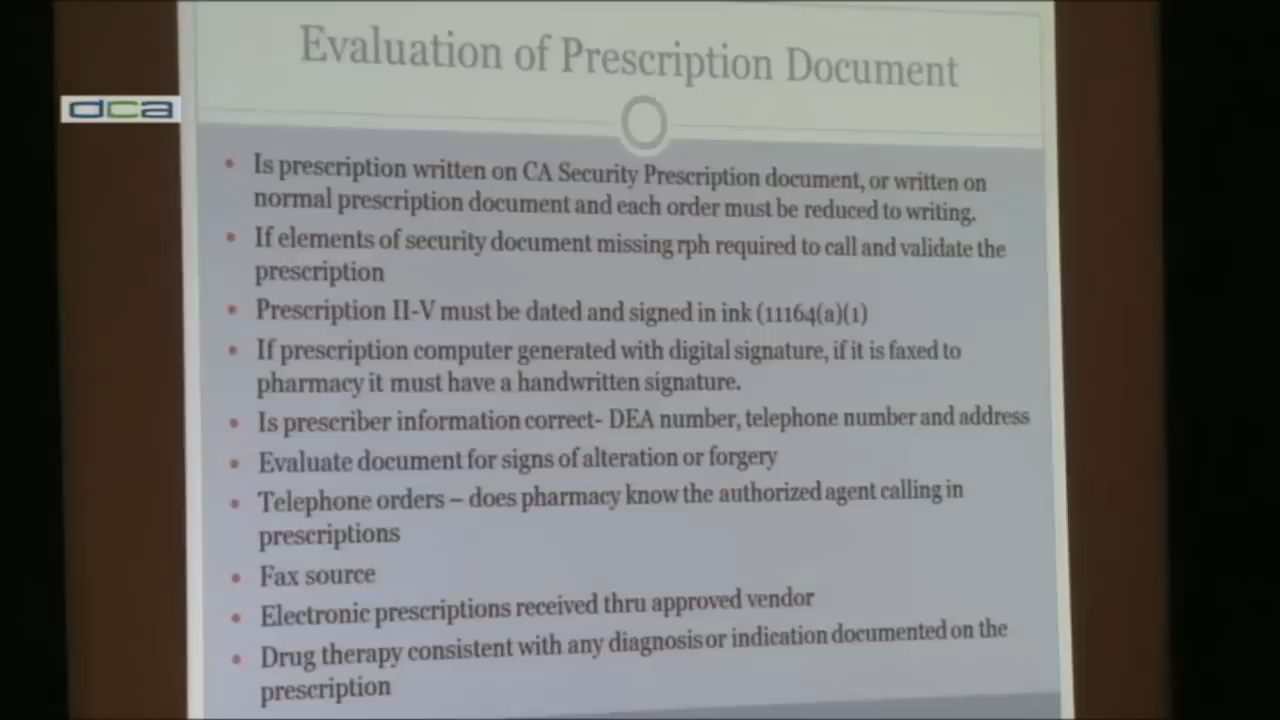 Evaluation of Prescription Document
dca
Is prescription written on CA Security Prescription document, or written on
normal prescription document and each order must be reduced to writing.
If elements of security document missing rph required to call and validate the
prescription
Prescription II-V must be dated and signed in ink (11164(a)(1)
If prescription computer generated with digital signature, if it is faxed to
pharmacy it must have a handwritten signature.
Is prescriber information correct- DEA number, telephone number and address
Evaluate document for signs of alteration or forgery
Telephone orders – does pharmacy know the authorized agent calling in
prescriptions
Fax source
Electronic prescriptions received thru approved vendor
Drug therapy consistent with any diagnosis or indication documented on the
prescription